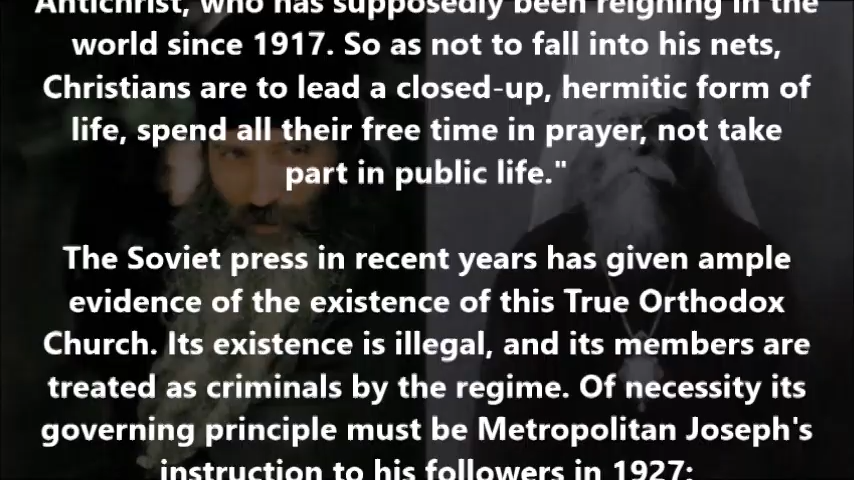 Antichrist, who has supposedly been reigning in the
world since 1917. So as not to fall into his nets,
Christians are to lead a closed-up, hermitic form of
life, spend all their free time in prayer, not take
part in public life."
The Soviet press in recent years has given ample
evidence of the existence of this True Orthodox
Church. Its existence is illegal, and its members are
treated as criminals by the regime. Of necessity its
governing principle must be Metropolitan Joseph's
instruction to his followers in 1927: